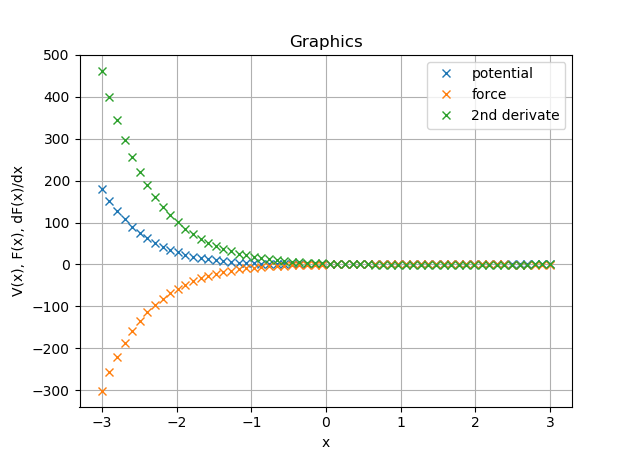 Graphics
potential
force
2nd derivate
V(x), F(x), dF(x)/dx
500
400
300
200
100
0
−100
−200
−300
−3 −2 −1 0 1 2 3
x